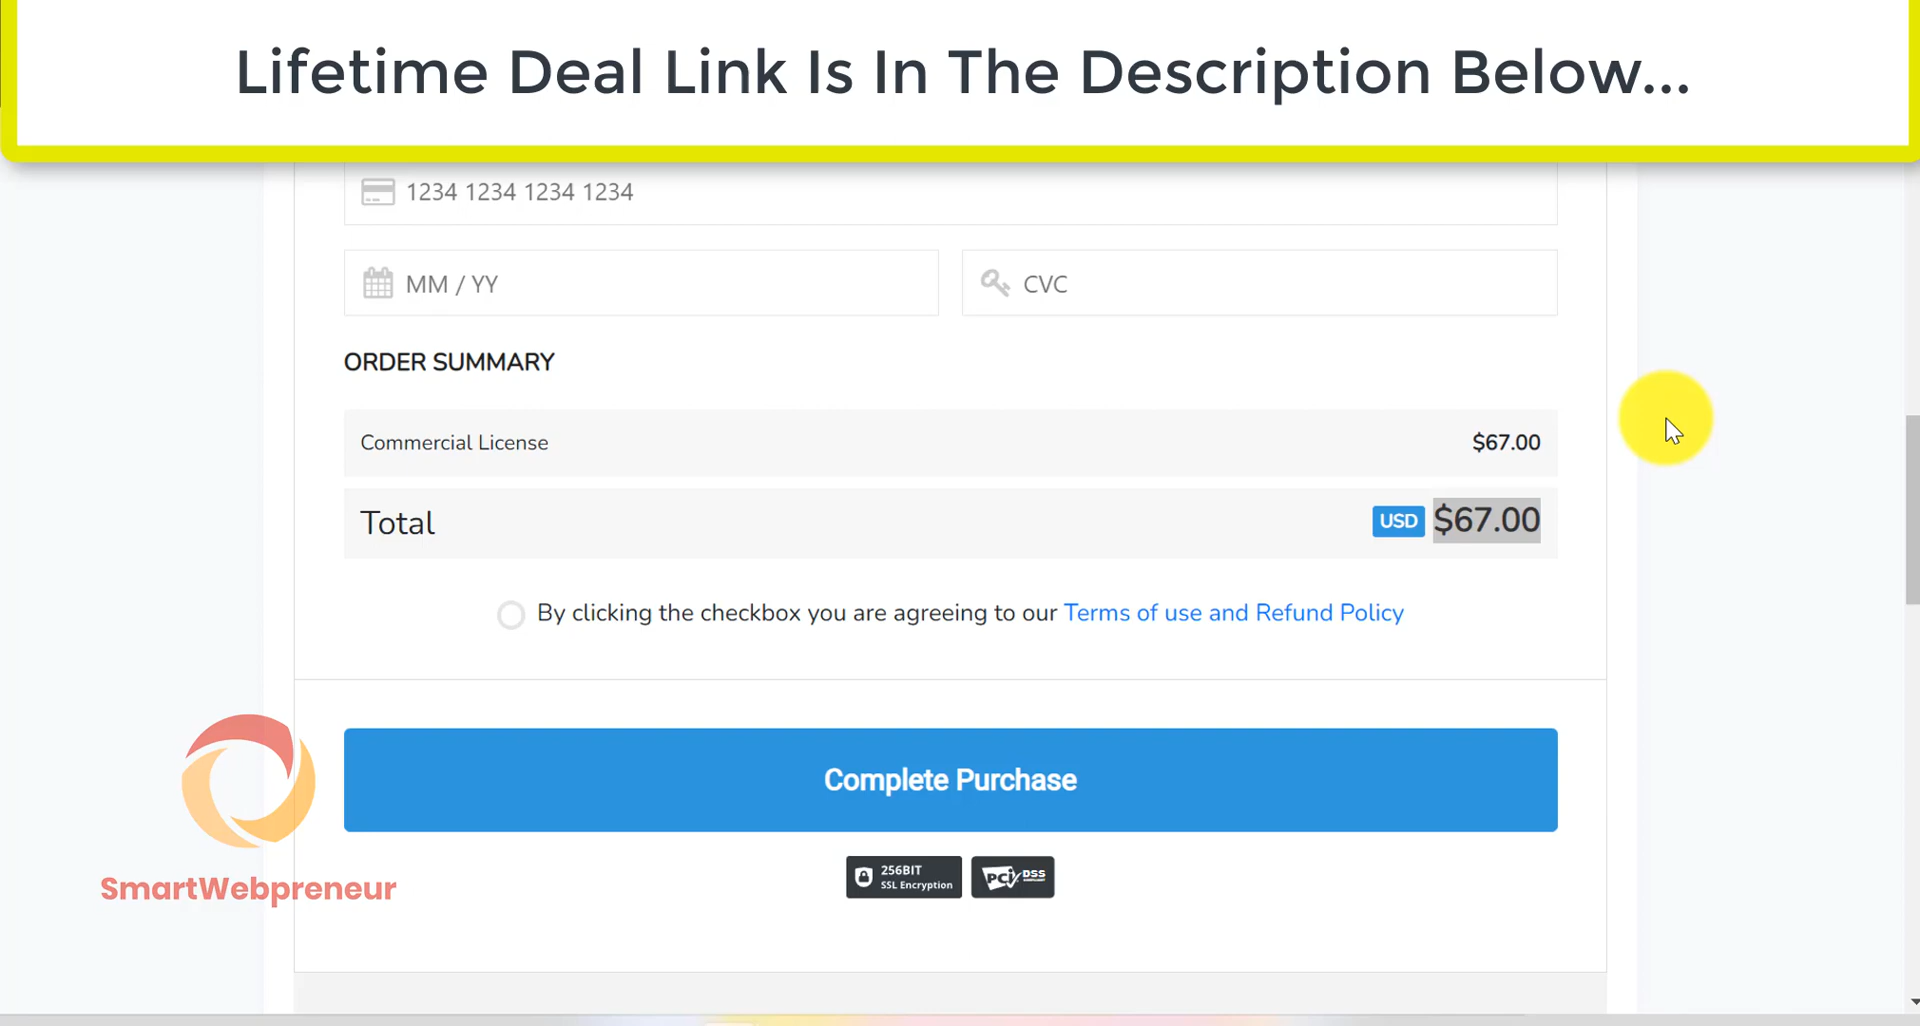 Lifetime Deal Link Is In The Description Below...
1234 1234 1234 1234
MM / YY
CVC
ORDER SUMMARY
Commercial License $67.00
Total USD $67.00
By clicking the checkbox you are agreeing to our Terms of use and Refund Policy
Complete Purchase
256BIT
SSL Encryption
PCI DSS
SmartWebpreneur